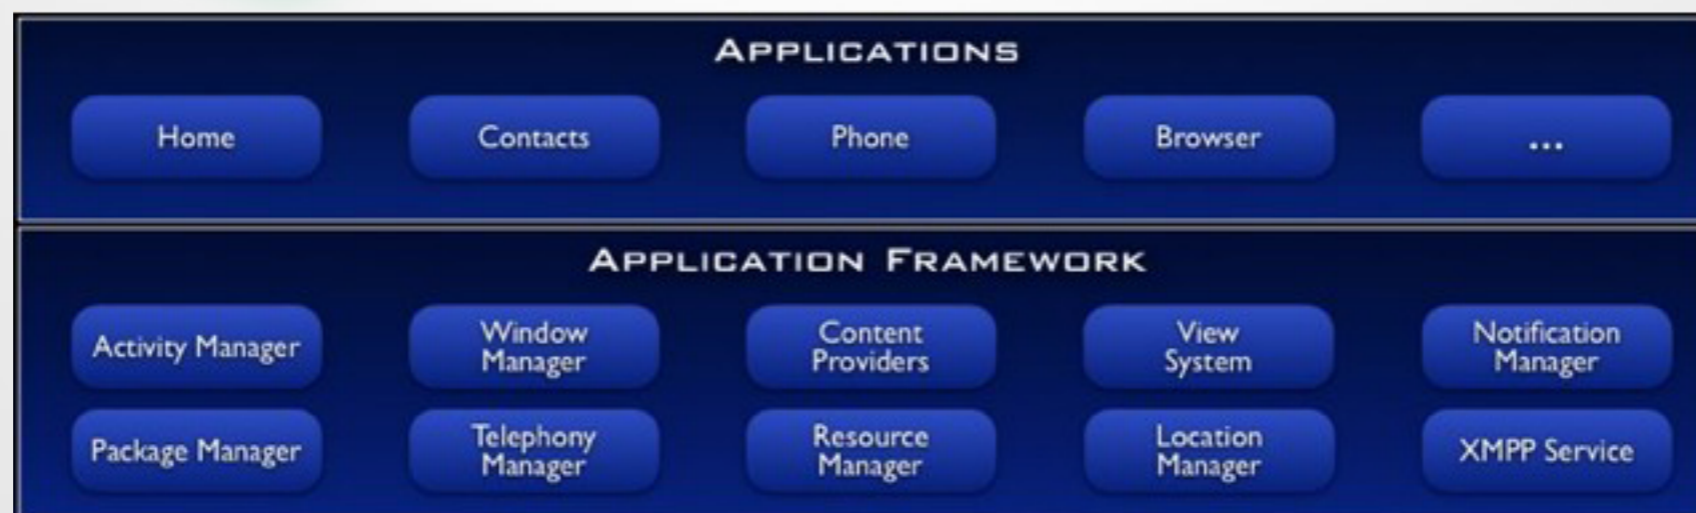 APPLICATIONS
Home
Contacts
Phone
Browser
...
APPLICATION FRAMEWORK
Activity Manager
Window
Manager
Content
Providers
View
System
Notification
Manager
Package Manager
Telephony
Manager
Resource
Manager
Location
Manager
XMPP Service